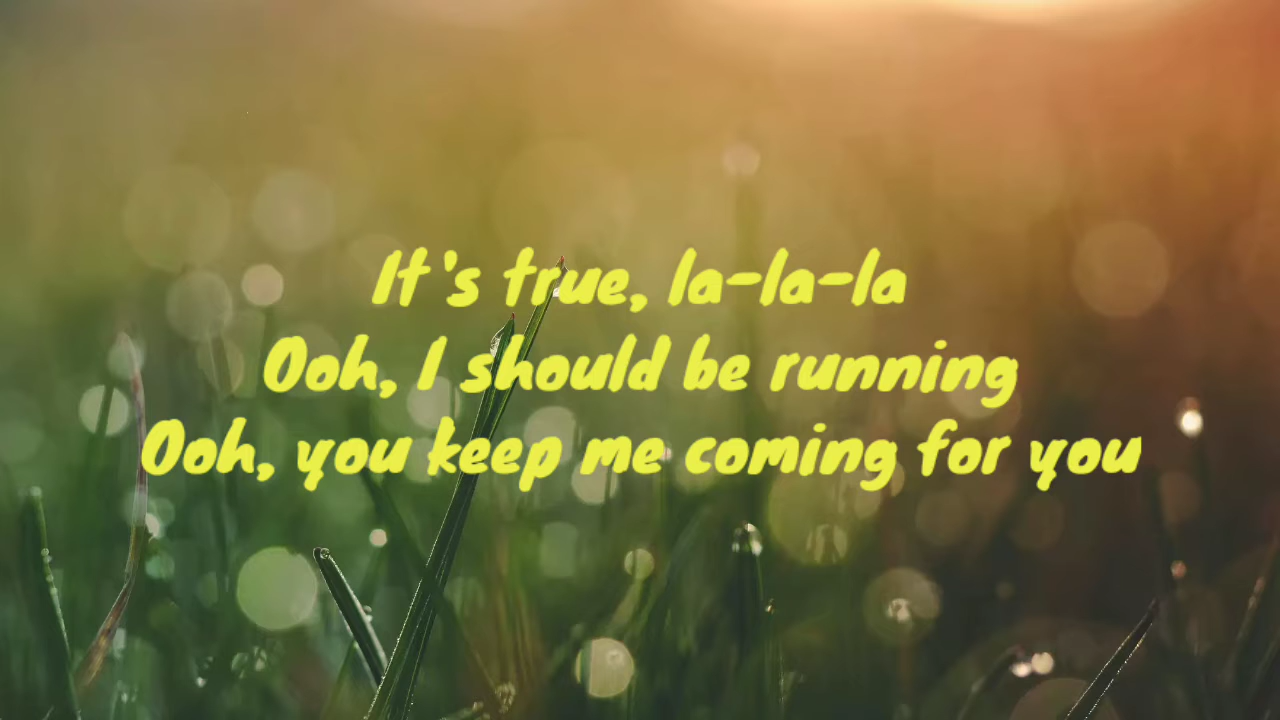 It's true, la-la-la
Ooh, I should be running
Ooh, you keep me coming for you